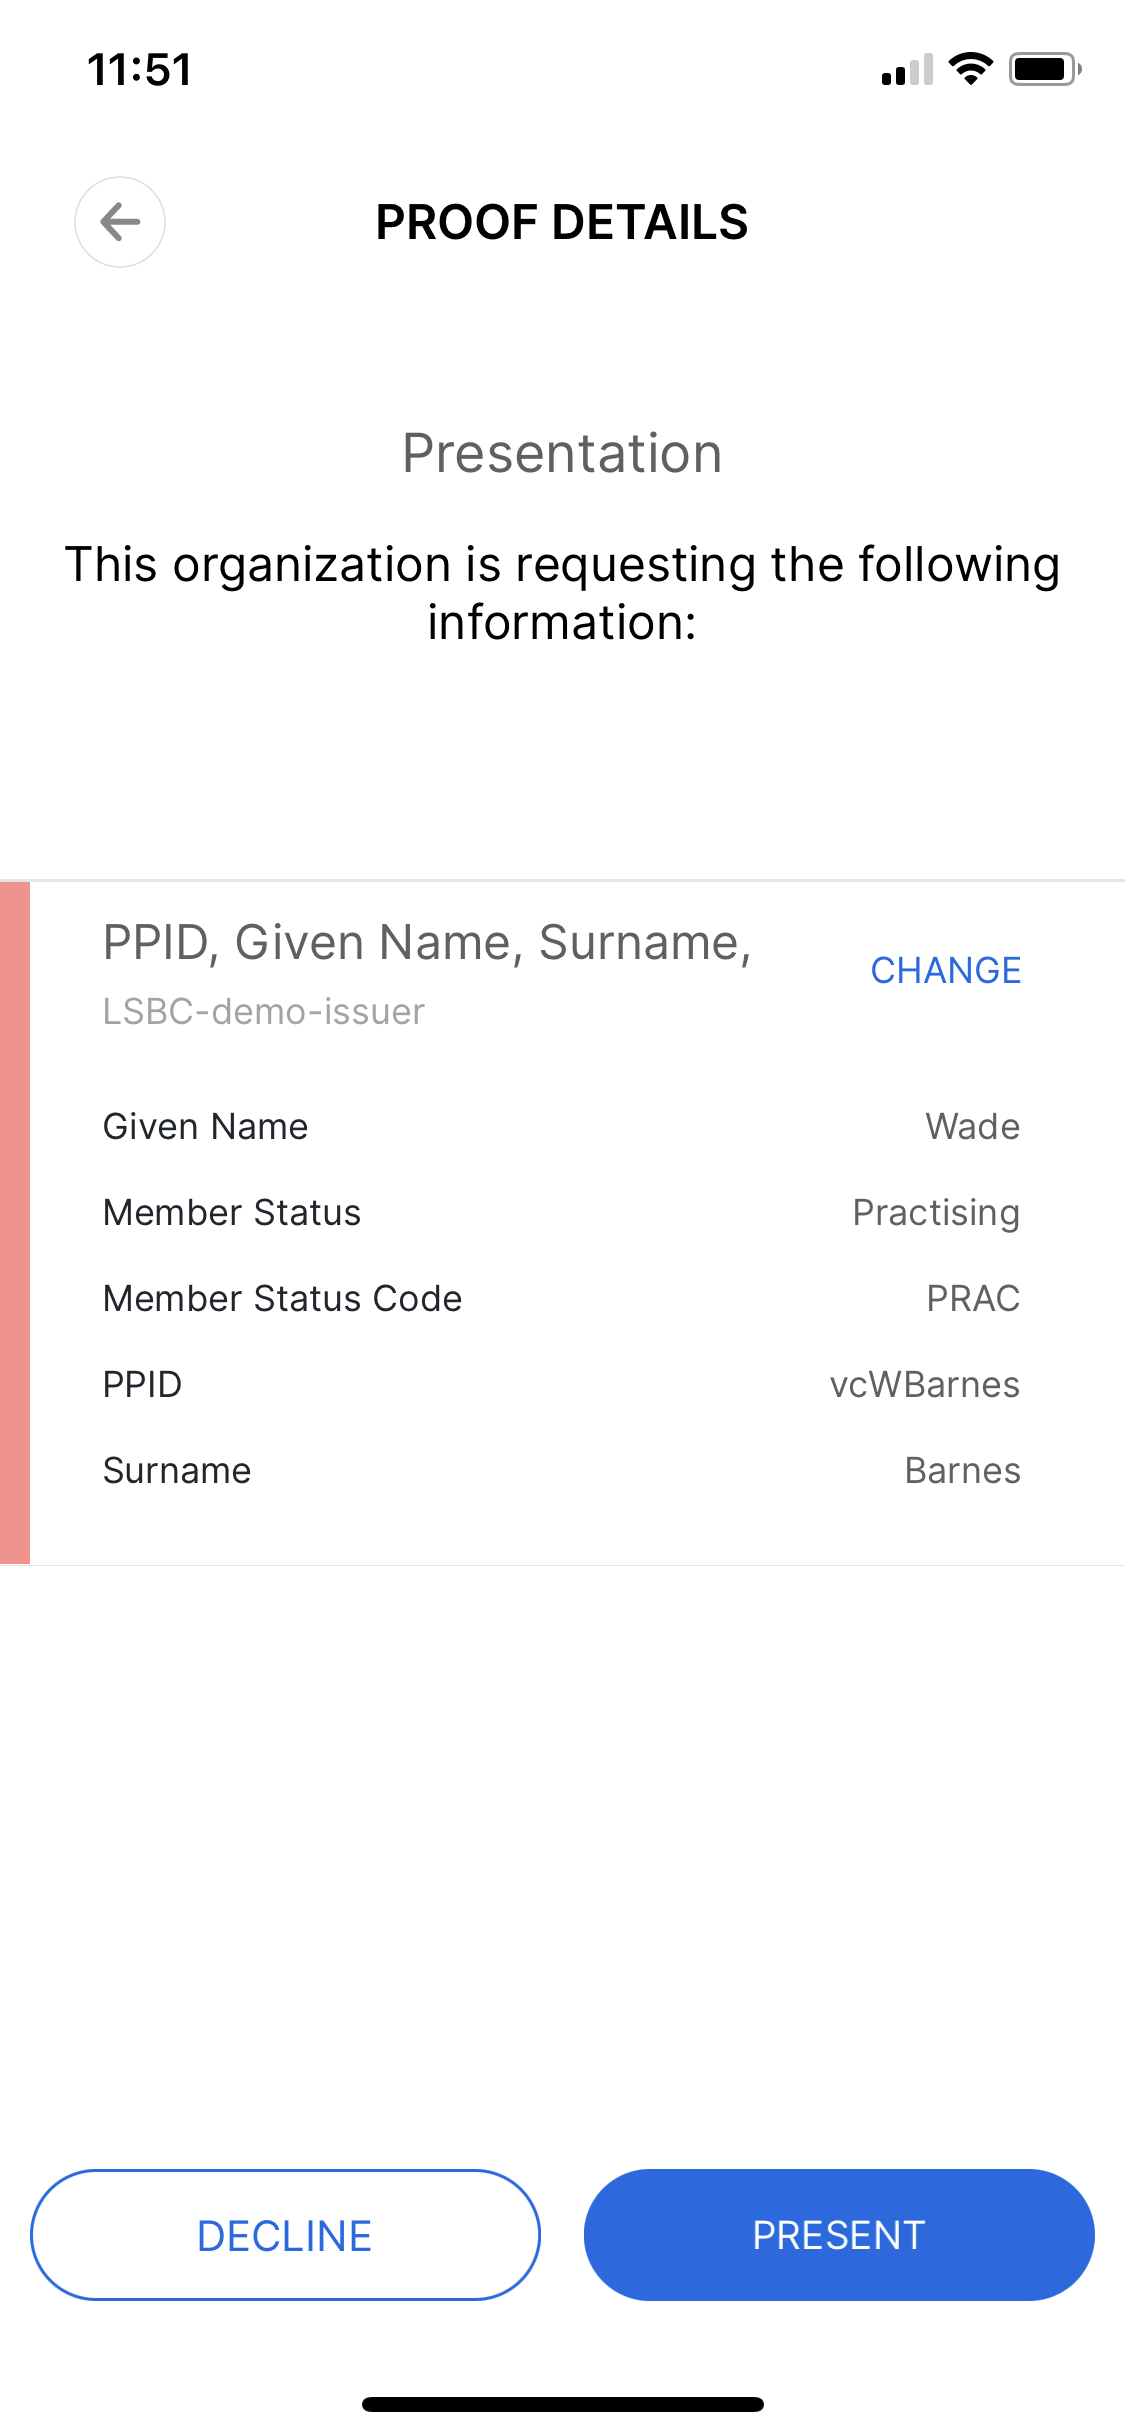 11:51
PROOF DETAILS
Presentation
This organization is requesting the following
information:
PPID, Given Name, Surname,
CHANGE
LSBC-demo-issuer
Given Name Wade
Member Status Practising
Member Status Code PRAC
PPID vcWBarnes
Surname Barnes
DECLINE PRESENT